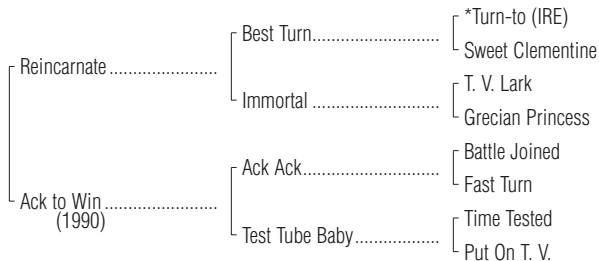 *Turn-to (IRE)
Best Turn
Sweet Clementine
Reincarnate
T. V. Lark
Immortal
Grecian Princess
Battle Joined
Ack Ack
Fast Turn
Ack to Win
(1990)
Time Tested
Test Tube Baby
Put On T. V.